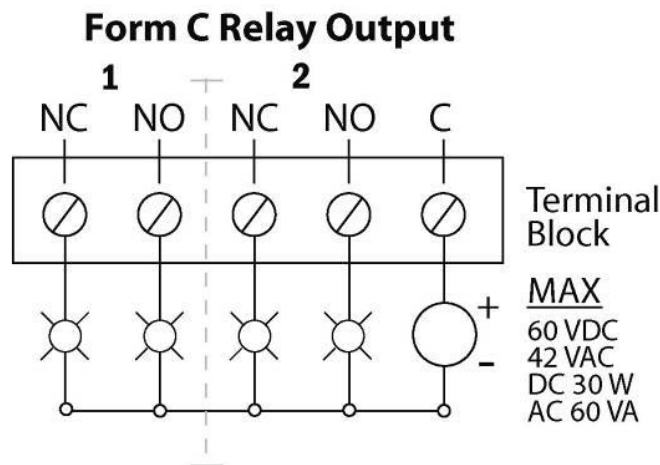 Form C Relay Output
1 2
NC NO NC NO C
Terminal
Block
+
-
MAX
60 VDC
42 VAC
DC 30 W
AC 60 VA